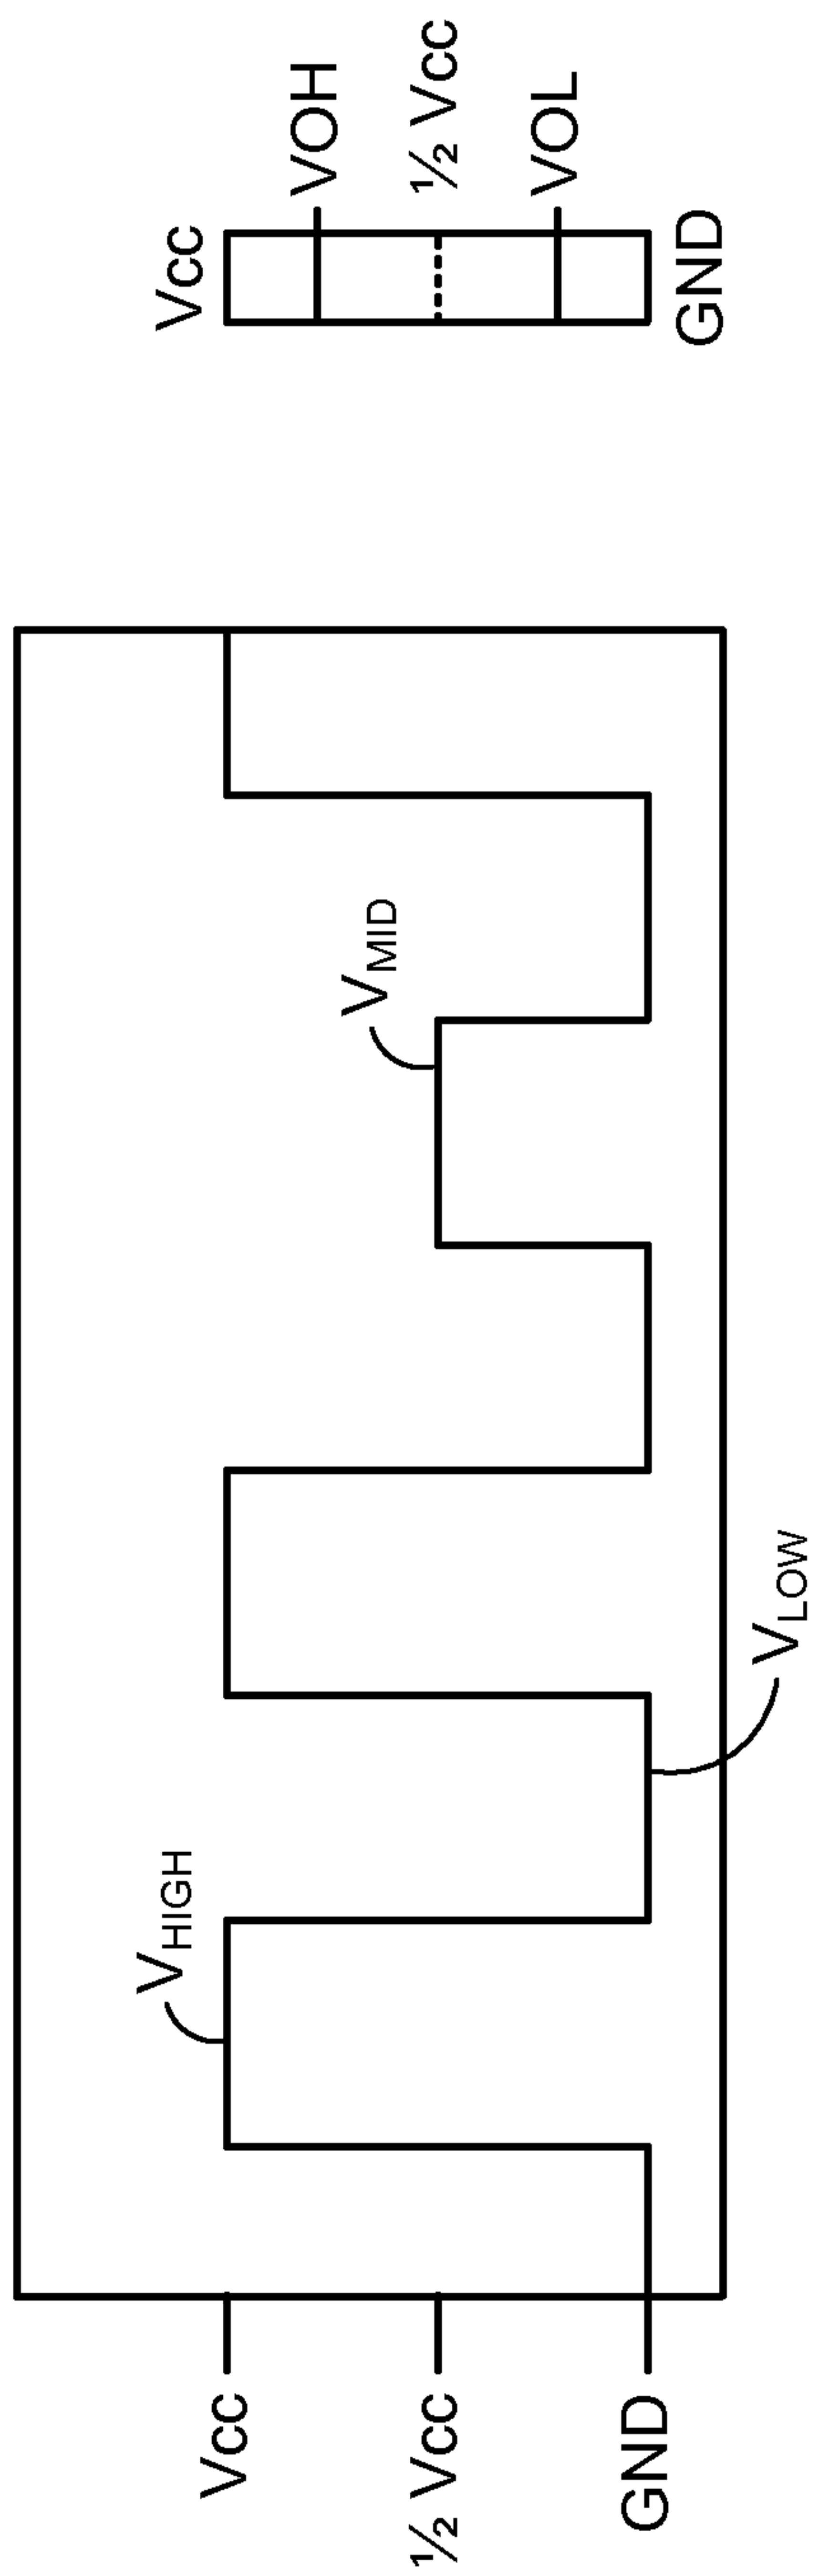 Vcc
½ Vcc
GND
V_HIGH
V_LOW
V_MID
Vcc
VOH
½ Vcc
VOL
GND